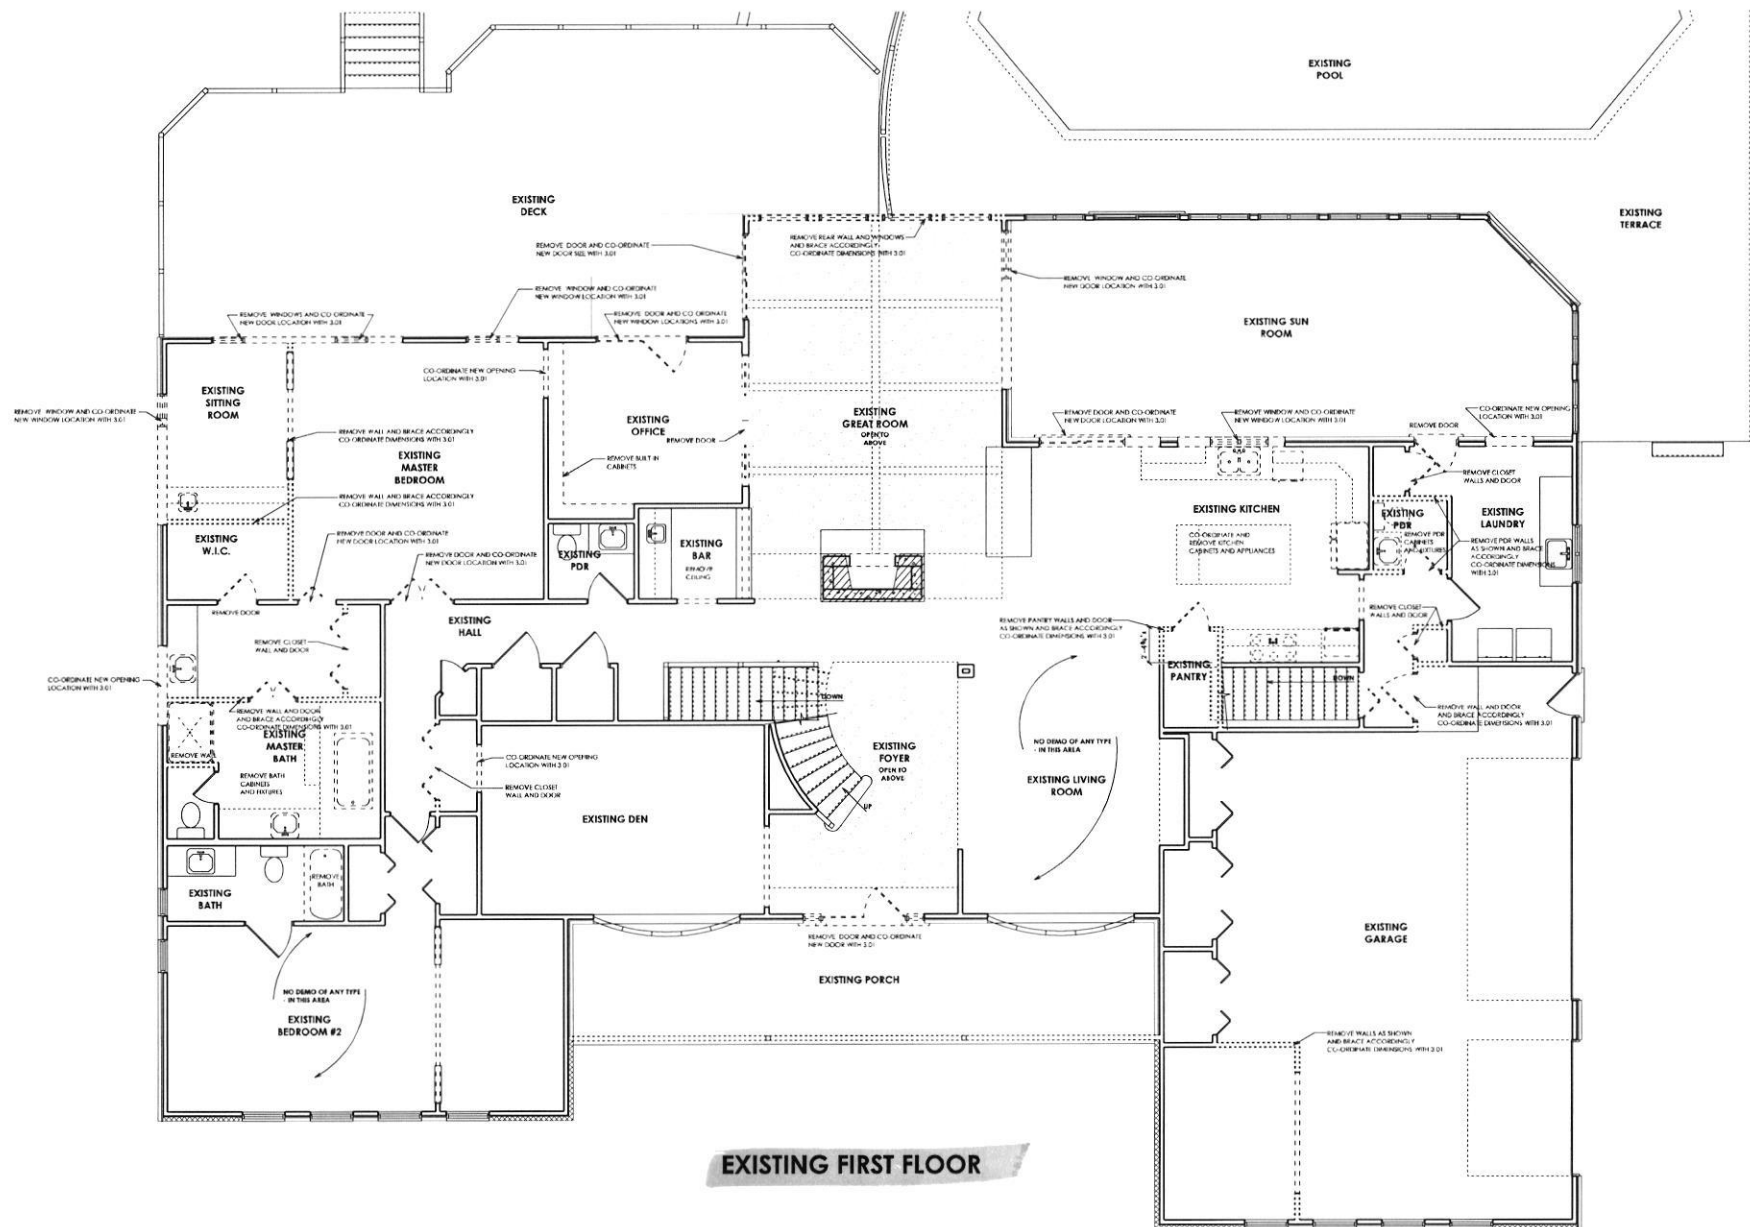 EXISTING
POOL
EXISTING
DECK
EXISTING
TERRACE
REMOVE DOOR AND CO-ORDINATE
NEW DOOR SIZE WITH 3.01
REMOVE REAR WALL AND WINDOWS
AND BRACE ACCORDINGLY
CO-ORDINATE DIMENSIONS WITH 3.01
REMOVE WINDOW AND CO-ORDINATE
NEW DOOR LOCATION WITH 3.01
REMOVE WINDOW AND CO-ORDINATE
NEW WINDOW LOCATION WITH 3.01
REMOVE WINDOWS AND CO-ORDINATE
NEW DOOR LOCATION WITH 3.01
REMOVE DOOR AND CO-ORDINATE
NEW WINDOW LOCATIONS WITH 3.01
EXISTING SUN
ROOM
CO-ORDINATE NEW OPENING
LOCATION WITH 3.01
EXISTING
SITTING
ROOM
REMOVE WINDOW AND CO-ORDINATE
NEW WINDOW LOCATION WITH 3.01
REMOVE WALL AND BRACE ACCORDINGLY
CO-ORDINATE DIMENSIONS WITH 3.01
EXISTING
MASTER
BEDROOM
EXISTING
OFFICE
REMOVE DOOR
REMOVE BUILT IN
CABINETS
EXISTING
GREAT ROOM
OPEN TO
ABOVE
REMOVE DOOR AND CO-ORDINATE
NEW WINDOW LOCATION WITH 3.01
REMOVE WINDOW AND CO-ORDINATE
NEW WINDOW LOCATION WITH 3.01
CO-ORDINATE NEW OPENING
LOCATION WITH 3.01
REMOVE DOOR
REMOVE CLOSET
WALLS AND DOOR
REMOVE WALL AND BRACE ACCORDINGLY
CO-ORDINATE DIMENSIONS WITH 3.01
EXISTING
W.I.C.
REMOVE DOOR AND CO-ORDINATE
NEW DOOR LOCATION WITH 3.01
REMOVE DOOR AND CO-ORDINATE
NEW DOOR LOCATION WITH 3.01
EXISTING
PDR
EXISTING
BAR
REMOVE
CEILING
EXISTING KITCHEN
CO-ORDINATE AND
REMOVE KITCHEN
CABINETS AND APPLIANCES
EXISTING
PDR
REMOVE PDR
CABINETS
AND FIXTURES
EXISTING
LAUNDRY
REMOVE PDR WALLS
AS SHOWN AND BRACE
ACCORDINGLY
CO-ORDINATE DIMENSIONS
WITH 3.01
REMOVE DOOR
REMOVE CLOSET
WALL AND DOOR
EXISTING
HALL
REMOVE PANTRY WALLS AND DOOR
AS SHOWN AND BRACE ACCORDINGLY
CO-ORDINATE DIMENSIONS WITH 3.01
REMOVE CLOSET
WALLS AND DOOR
EXISTING
PANTRY
DOWN
DOWN
CO-ORDINATE NEW OPENING
LOCATION WITH 3.01
REMOVE WALL AND DOOR
AND BRACE ACCORDINGLY
CO-ORDINATE DIMENSIONS WITH 3.01
EXISTING
MASTER
BATH
REMOVE WALL
REMOVE BATH
CABINETS
AND FIXTURES
REMOVE WALL AND DOOR
AND BRACE ACCORDINGLY
CO-ORDINATE DIMENSIONS WITH 3.01
CO-ORDINATE NEW OPENING
LOCATION WITH 3.01
REMOVE CLOSET
WALL AND DOOR
EXISTING
FOYER
OPEN TO
ABOVE
UP
NO DEMO OF ANY TYPE
- IN THIS AREA
EXISTING LIVING
ROOM
EXISTING DEN
EXISTING
BATH
REMOVE
BATH
REMOVE DOOR AND CO-ORDINATE
NEW DOOR WITH 3.01
EXISTING PORCH
EXISTING
GARAGE
NO DEMO OF ANY TYPE
- IN THIS AREA
EXISTING
BEDROOM #2
REMOVE WALLS AS SHOWN
AND BRACE ACCORDINGLY
CO-ORDINATE DIMENSIONS WITH 3.01
EXISTING FIRST FLOOR